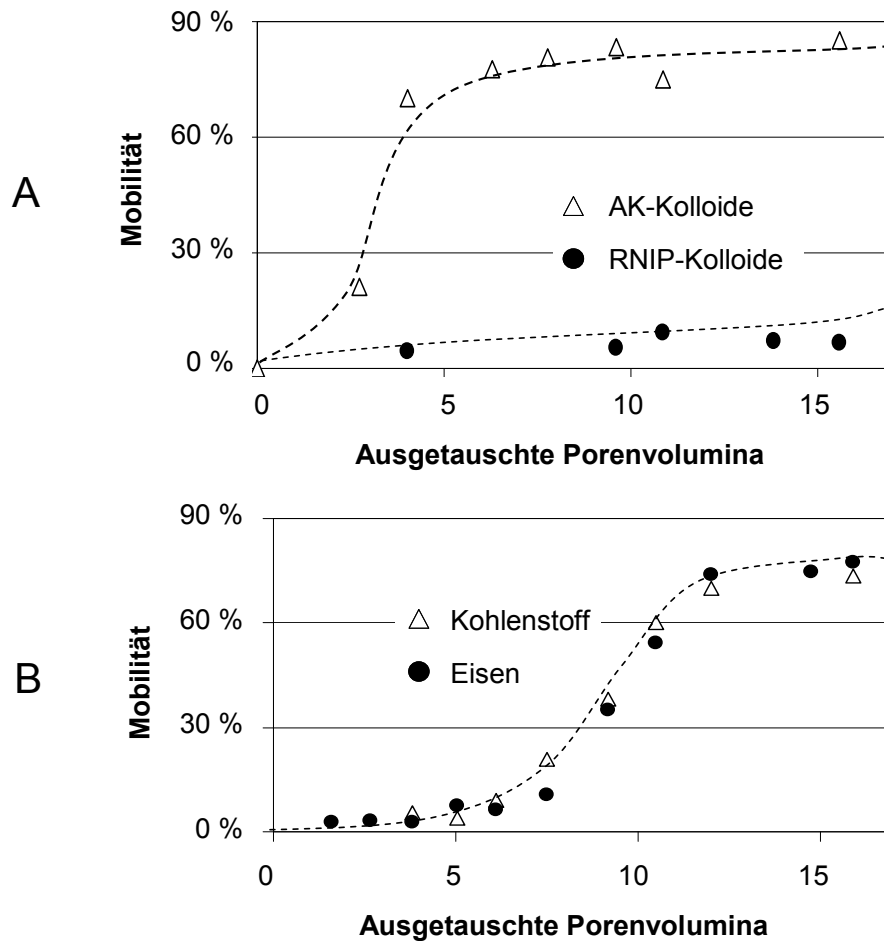 A
Mobilität
90 %
60 %
30 %
0 %
AK-Kolloide
RNIP-Kolloide
0 5 10 15
Ausgetauschte Porenvolumina
B
Mobilität
90 %
60 %
30 %
0 %
Kohlenstoff
Eisen
0 5 10 15
Ausgetauschte Porenvolumina